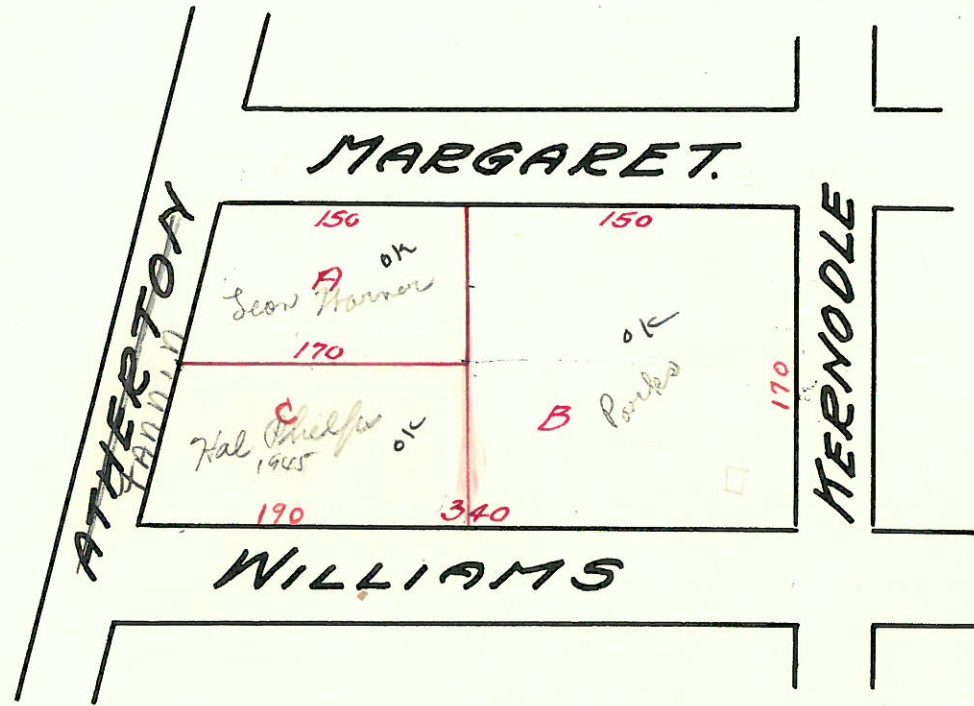 MARGARET.
ATHERTON
FANNIN
KERNODLE
150
150
A
OK
Leon Warner
170
OK
B
Parks
170
C
Hal Phelps
1945
OK
190
340
WILLIAMS